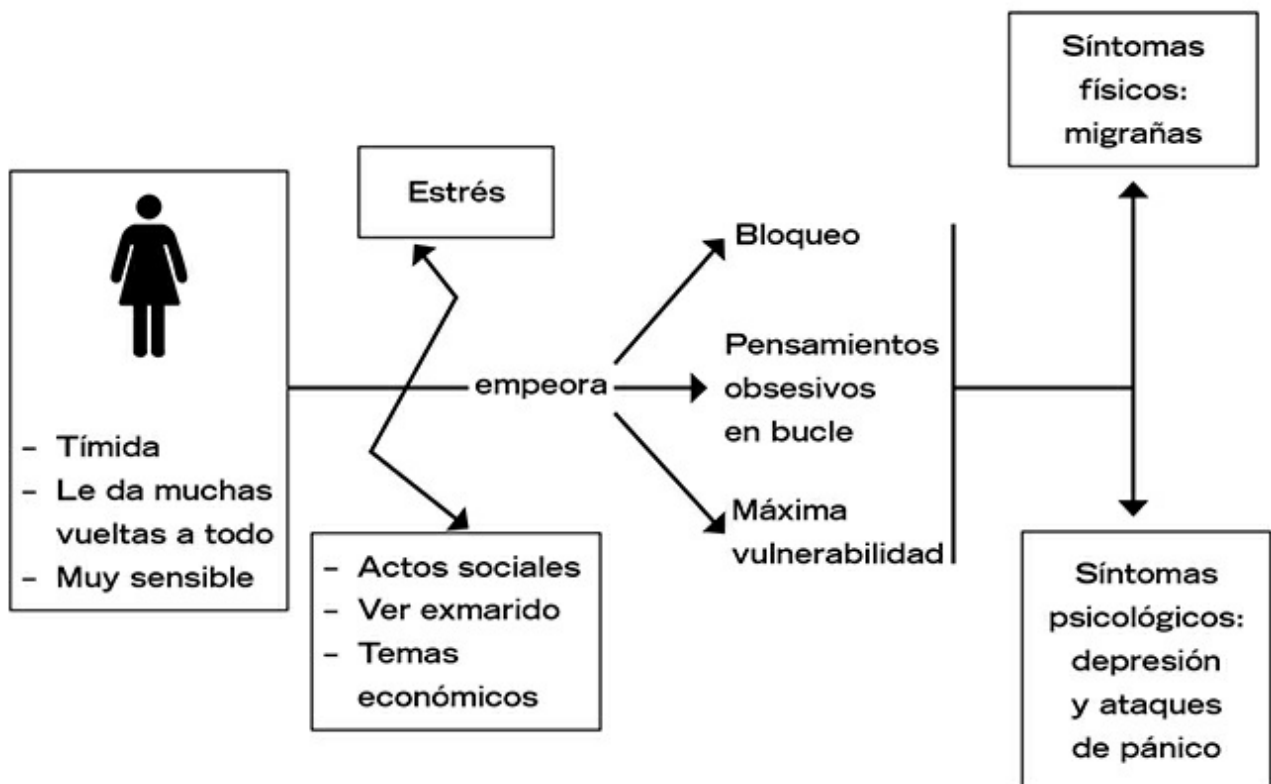 - Tímida
- Le da muchas
vueltas a todo
- Muy sensible
Estrés
- Actos sociales
- Ver exmarido
- Temas
económicos
empeora
Bloqueo
Pensamientos
obsesivos
en bucle
Máxima
vulnerabilidad
Síntomas
físicos:
migrañas
Síntomas
psicológicos:
depresión
y ataques
de pánico